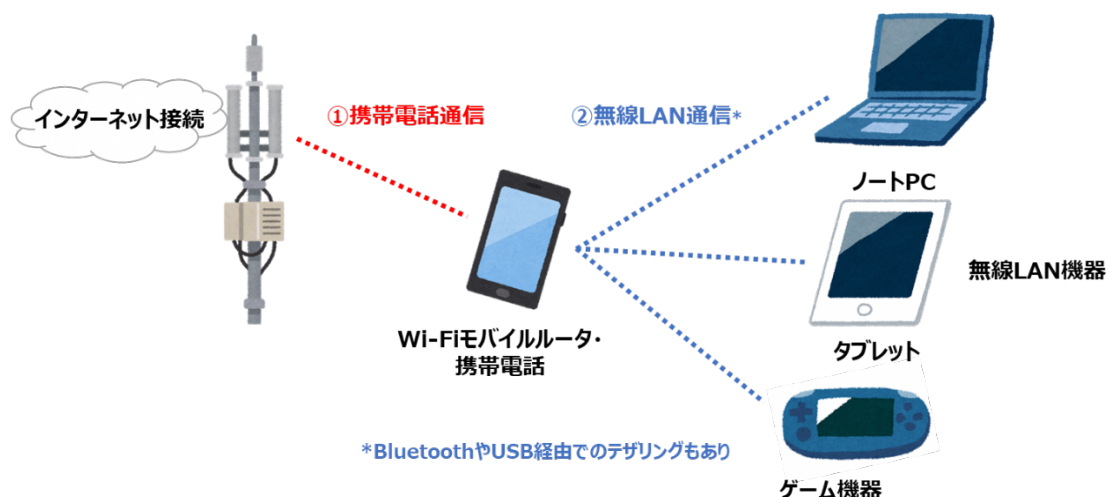 インターネット接続
①携帯電話通信
②無線LAN通信*
ノートPC
無線LAN機器
Wi-Fiモバイルルータ・
携帯電話
タブレット
*BluetoothやUSB経由でのテザリングもあり
ゲーム機器